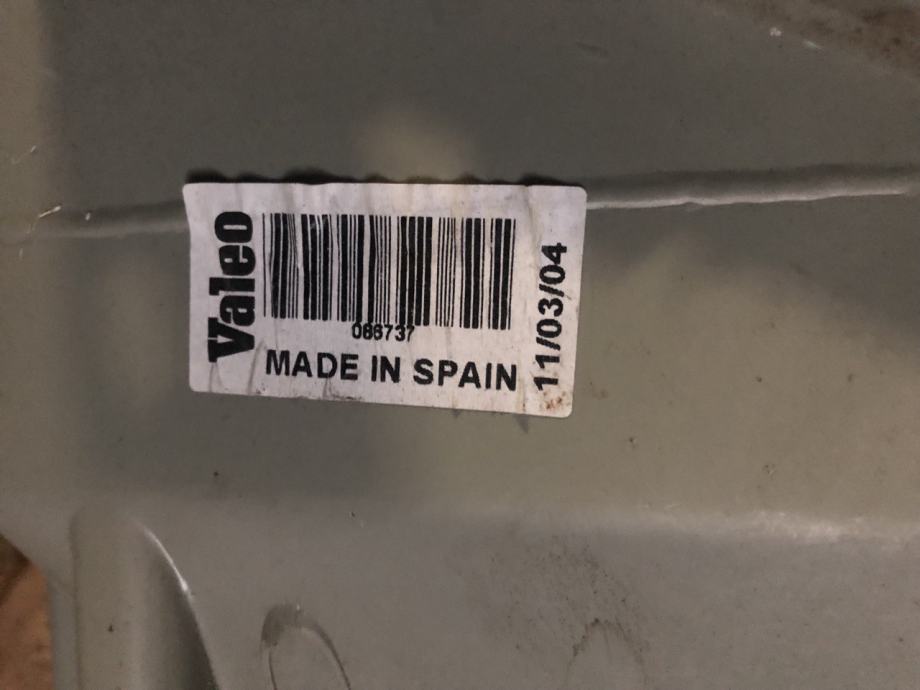 Valeo
086737
MADE IN SPAIN
11/03/04